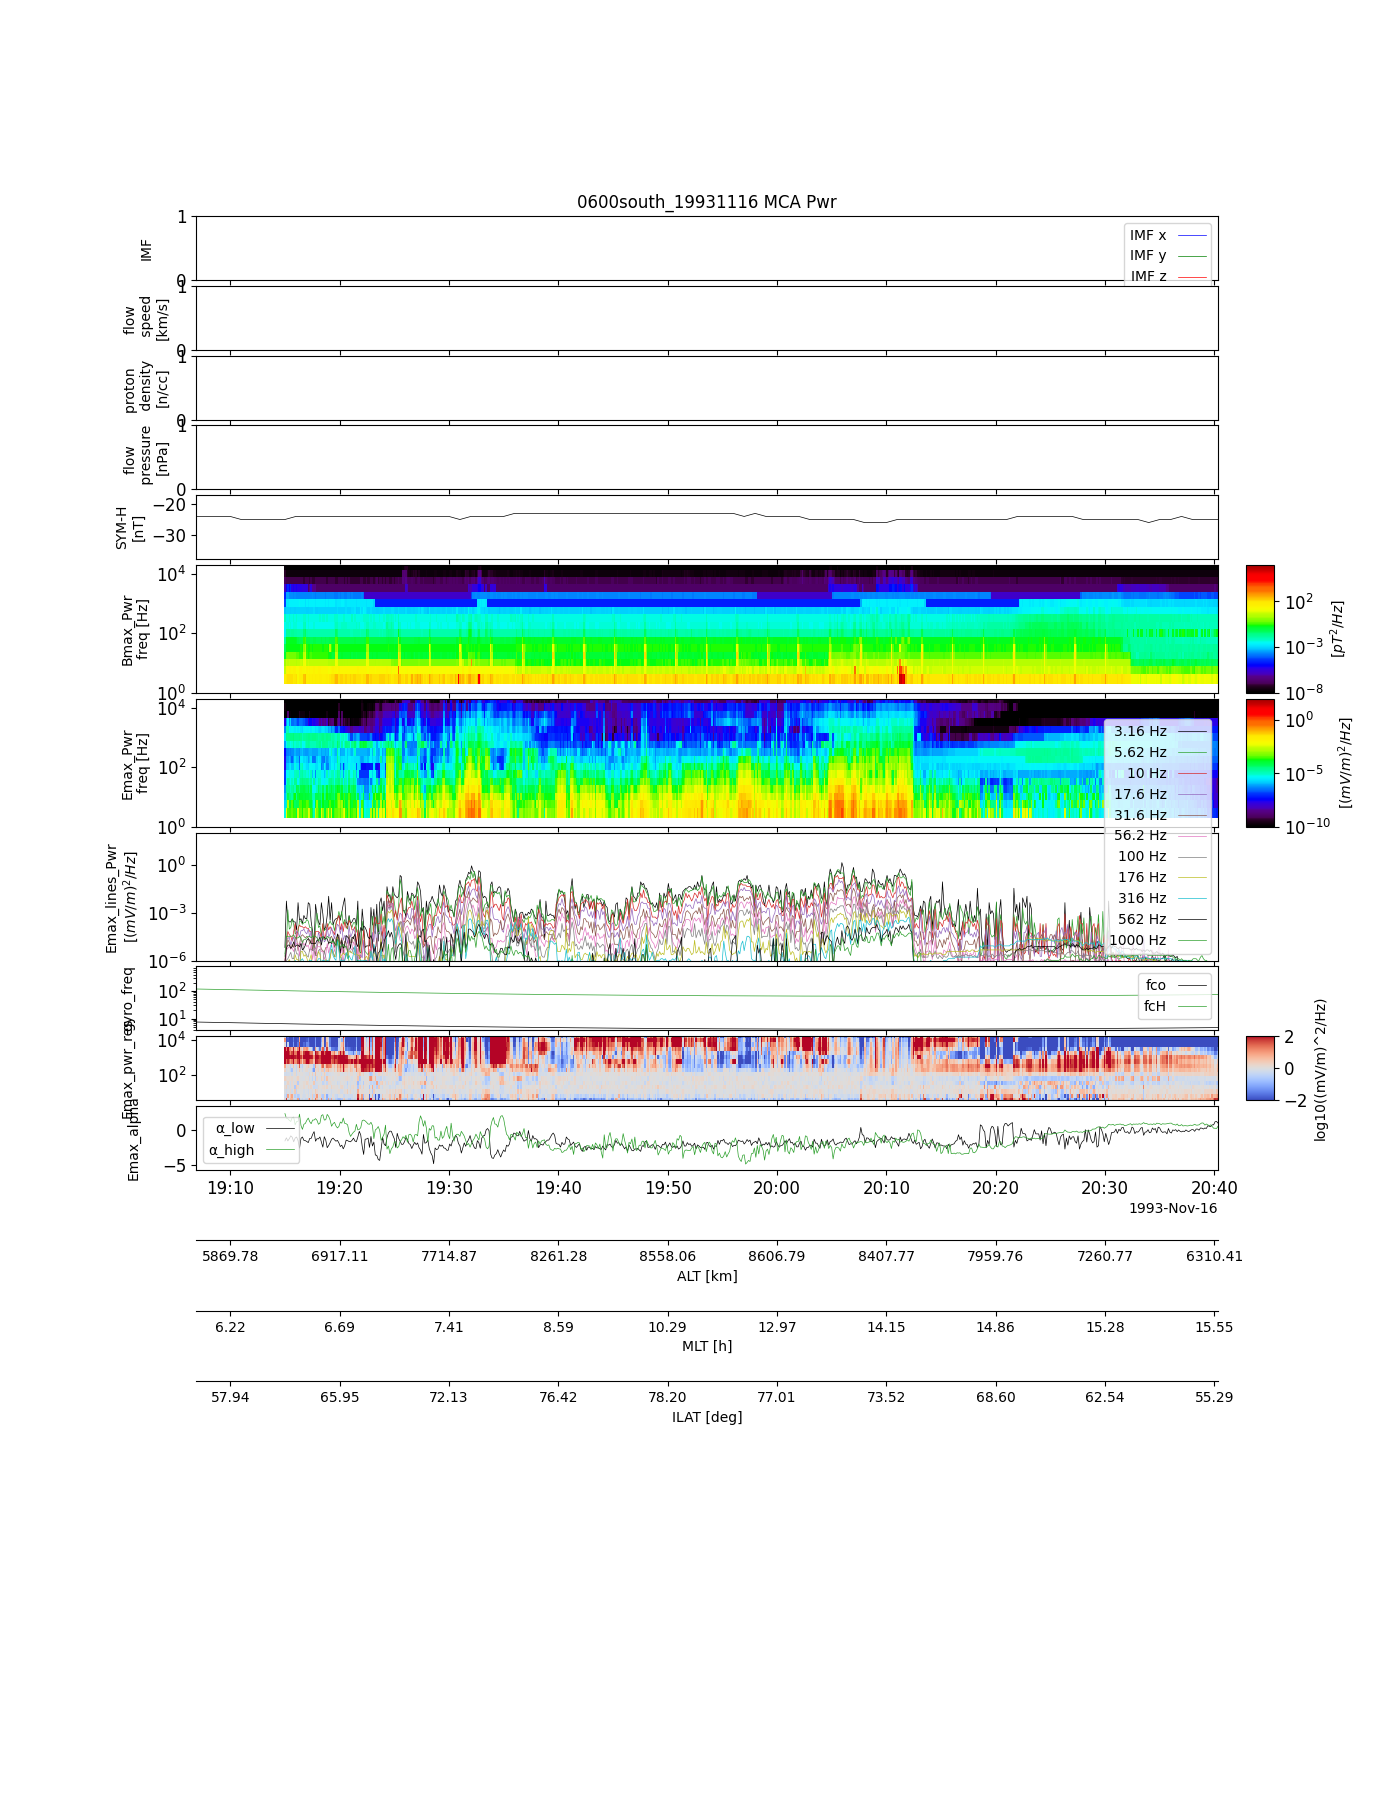 0600south_19931116 MCA Pwr
1
0
IMF
IMF x
IMF y
IMF z
1
0
flow
speed
[km/s]
1
0
proton
density
[n/cc]
1
0
flow
pressure
[nPa]
−20
−30
SYM-H
[nT]
10^4
10^2
10^0
Bmax_Pwr
freq [Hz]
10^2
10^−3
10^−8
[pT^2/Hz]
10^4
10^2
10^0
Emax_Pwr
freq [Hz]
10^0
10^−5
10^−10
[(mV/m)^2/Hz]
3.16 Hz
5.62 Hz
10 Hz
17.6 Hz
31.6 Hz
56.2 Hz
100 Hz
176 Hz
316 Hz
562 Hz
1000 Hz
10^0
10^−3
10^−6
Emax_lines_Pwr
[(mV/m)^2/Hz]
10^2
10^1
gyro_freq
fco
fcH
10^4
10^2
Emax_pwr_reg
2
0
−2
log10((mV/m)^2/Hz)
0
−5
Emax_alpha
α_low
α_high
19:10 19:20 19:30 19:40 19:50 20:00 20:10 20:20 20:30 20:40
1993-Nov-16
5869.78 6917.11 7714.87 8261.28 8558.06 8606.79 8407.77 7959.76 7260.77 6310.41
ALT [km]
6.22 6.69 7.41 8.59 10.29 12.97 14.15 14.86 15.28 15.55
MLT [h]
57.94 65.95 72.13 76.42 78.20 77.01 73.52 68.60 62.54 55.29
ILAT [deg]